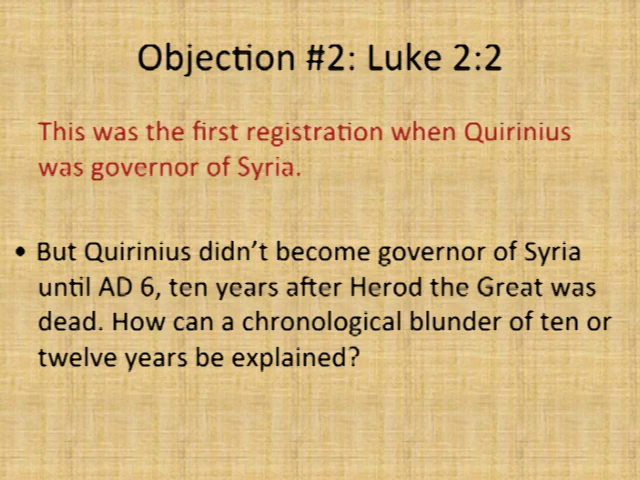 Objection #2: Luke 2:2
This was the first registration when Quirinius
was governor of Syria.
• But Quirinius didn’t become governor of Syria
until AD 6, ten years after Herod the Great was
dead. How can a chronological blunder of ten or
twelve years be explained?